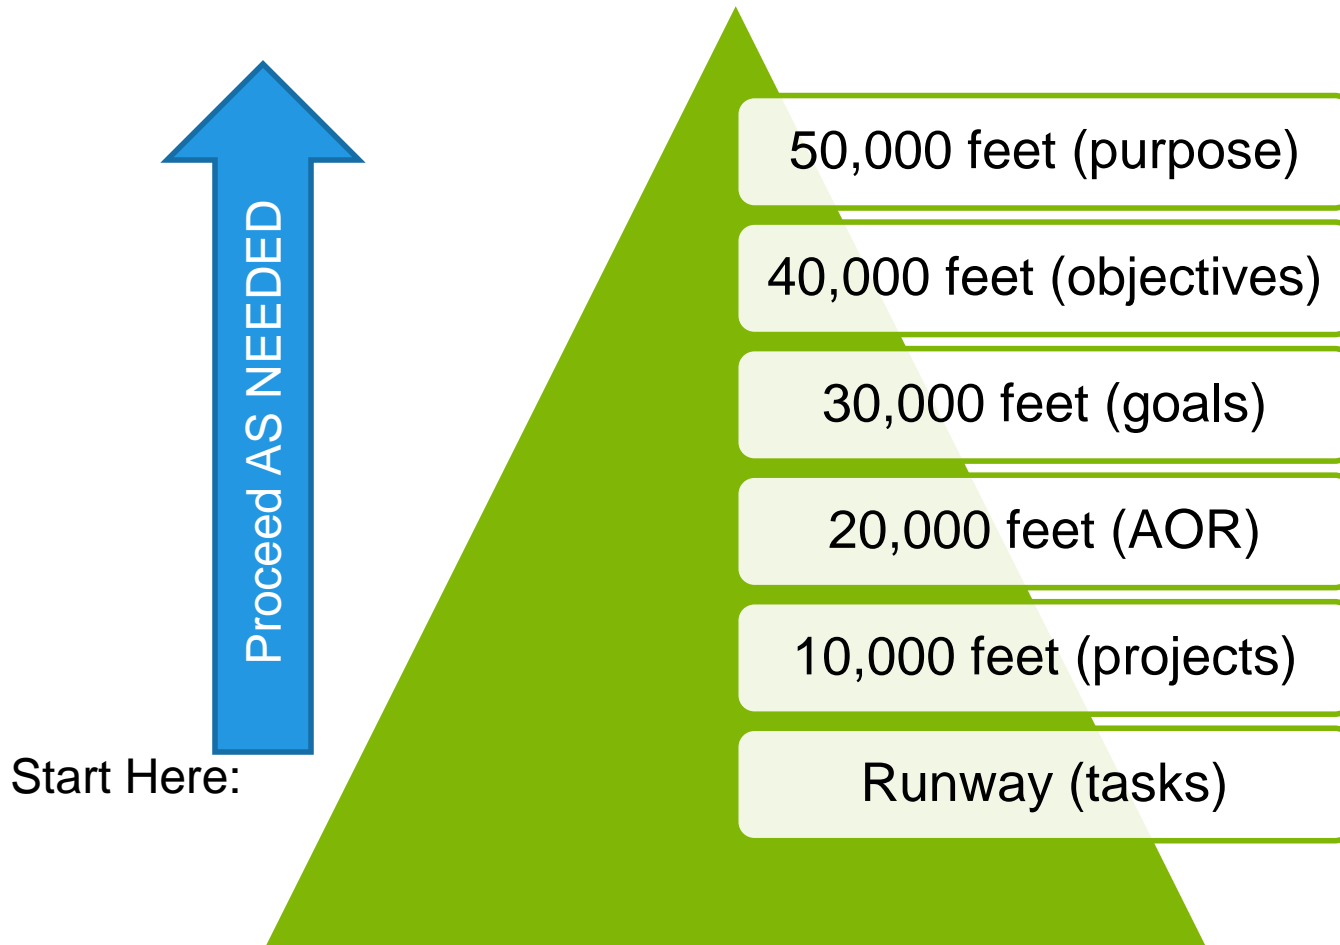 50,000 feet (purpose)
40,000 feet (objectives)
30,000 feet (goals)
20,000 feet (AOR)
10,000 feet (projects)
Runway (tasks)
Proceed AS NEEDED
Start Here: